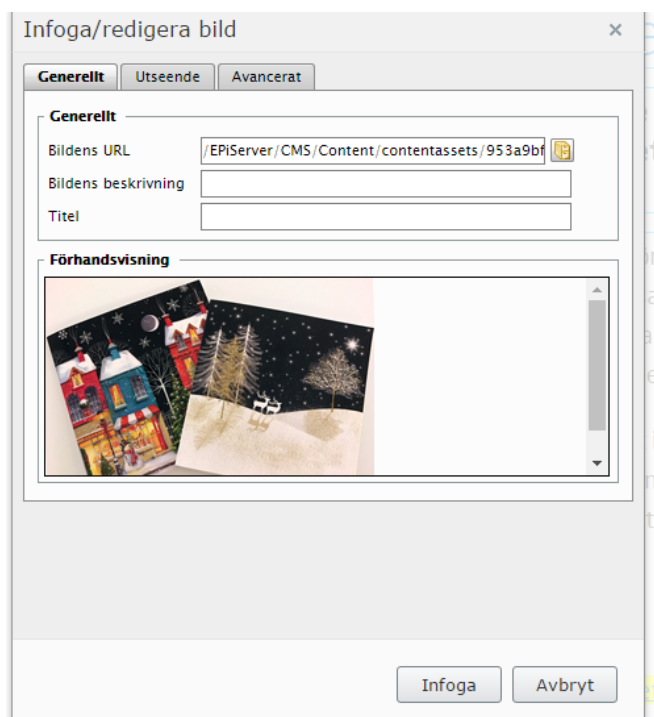 Infoga/redigera bild
Generellt Utseende Avancerat
Generellt
Bildens URL /EPiServer/CMS/Content/contentassets/953a9bf
Bildens beskrivning
Titel
Förhandsvisning
Infoga Avbryt